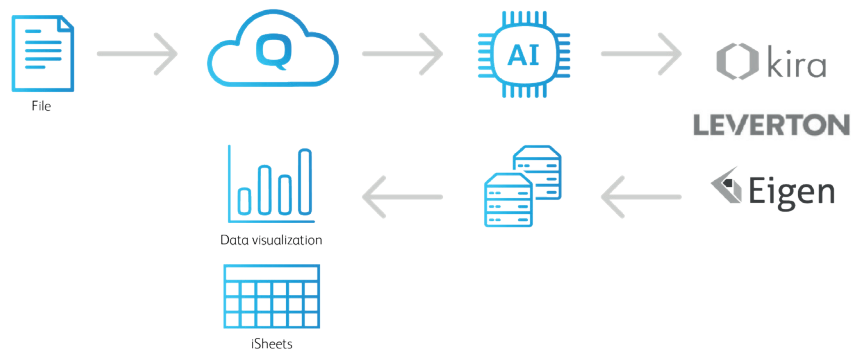 File
Q
AI
kira
LEVERTON
Eigen
Data visualization
iSheets